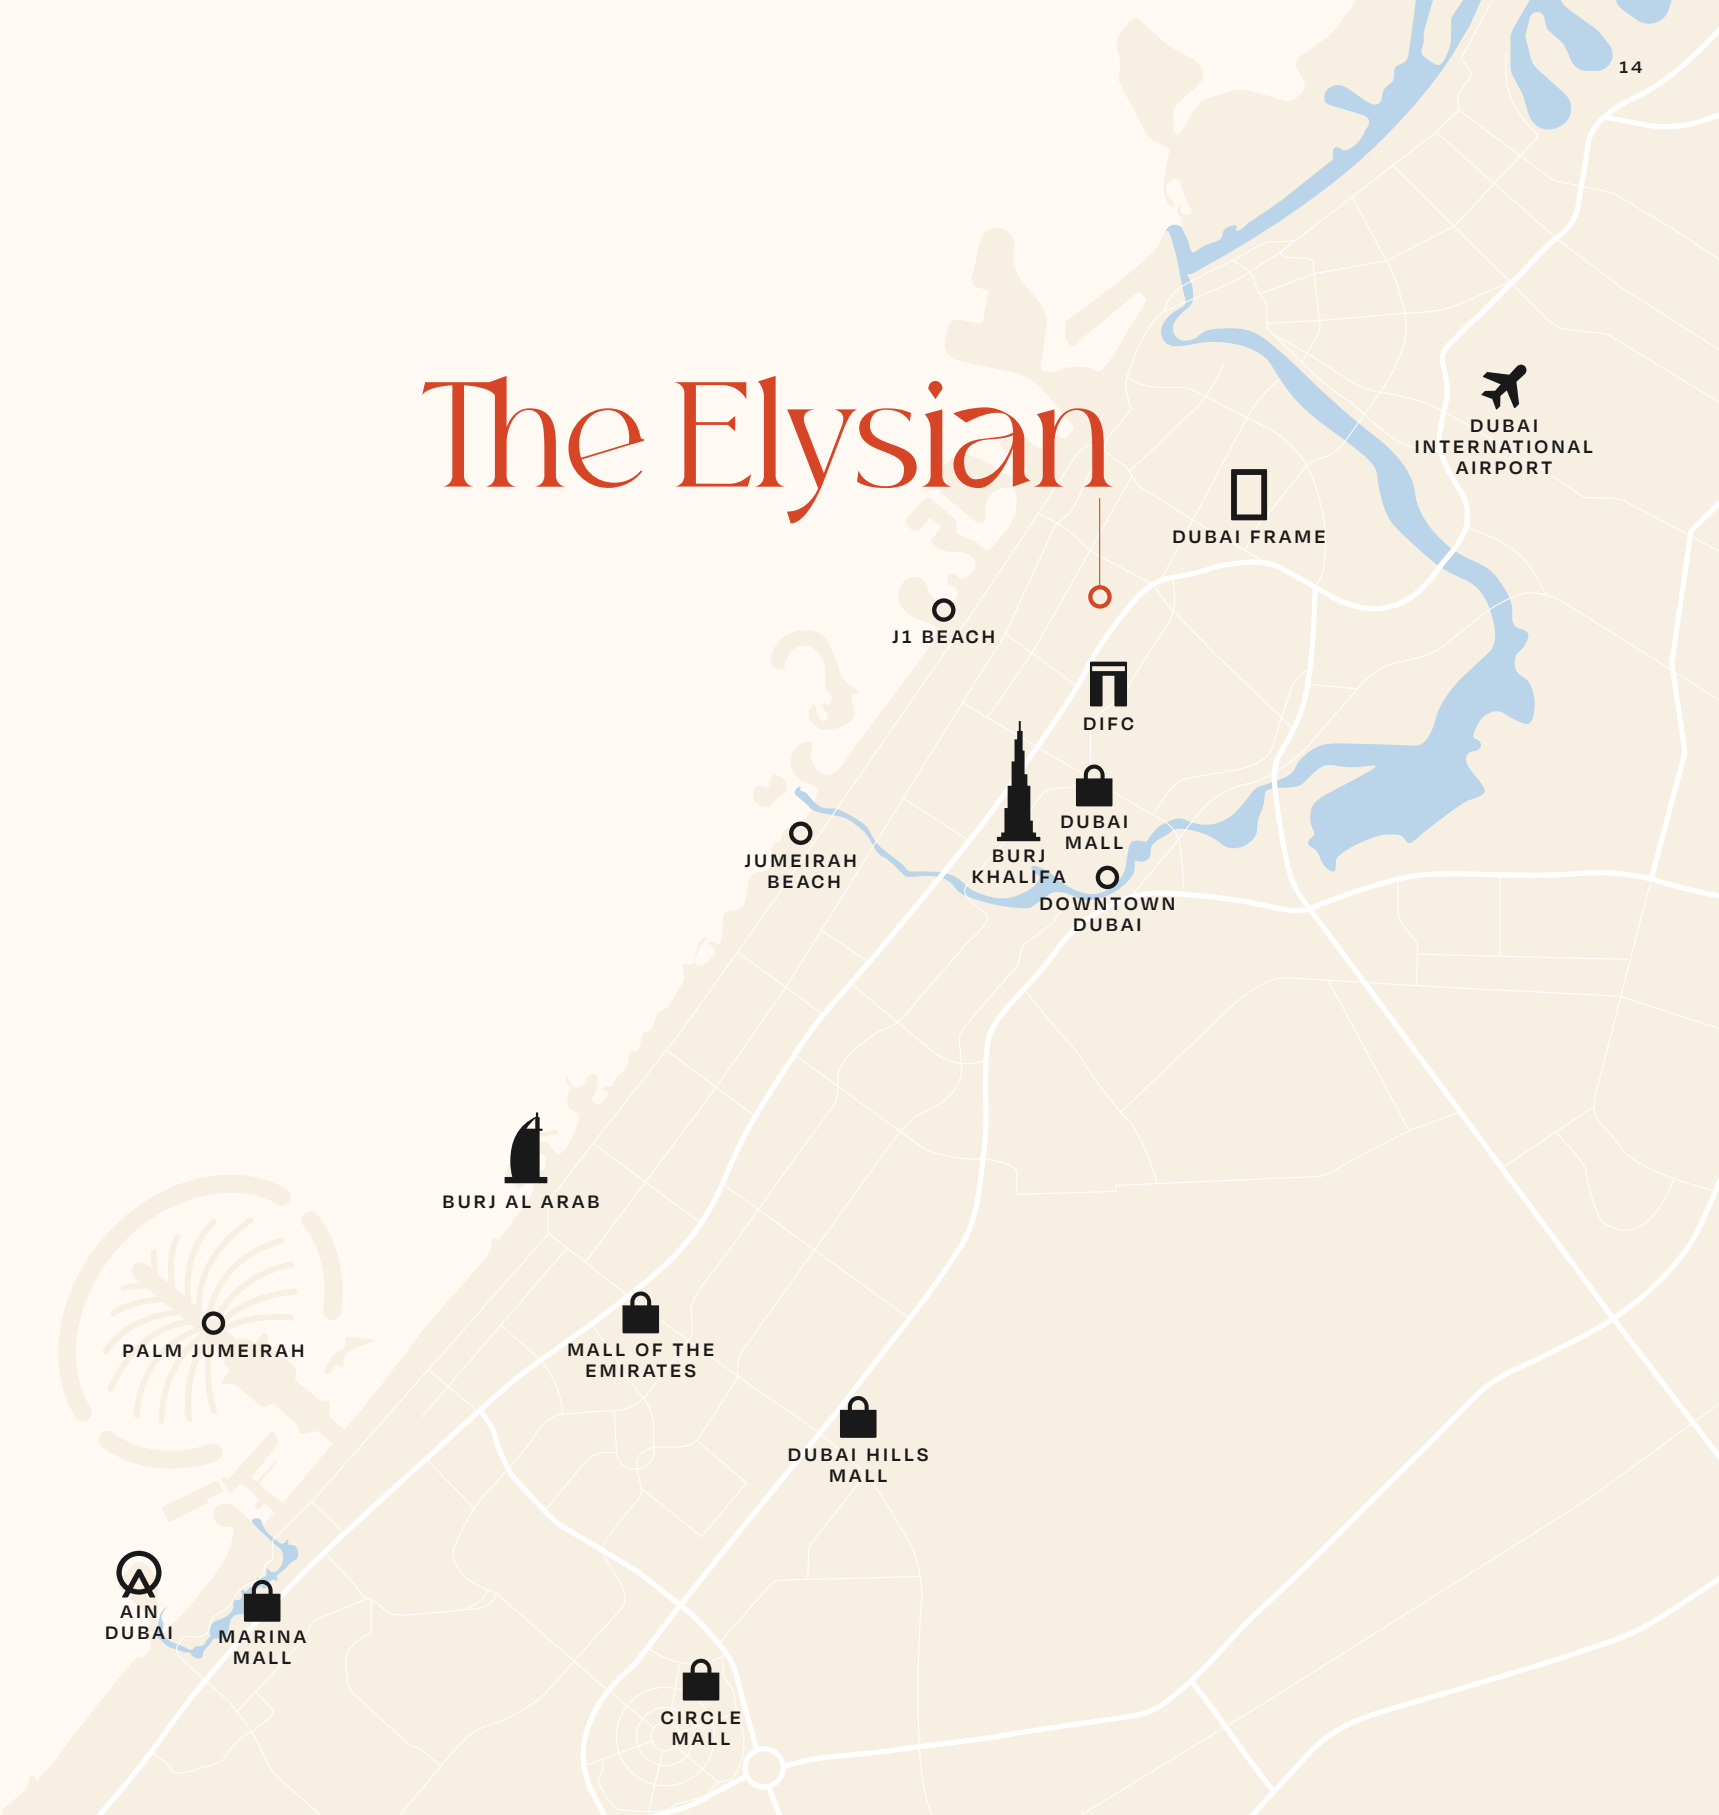 14
The Elysian
DUBAI
INTERNATIONAL
AIRPORT
DUBAI FRAME
J1 BEACH
DIFC
DUBAI
MALL
BURJ
KHALIFA
JUMEIRAH
BEACH
DOWNTOWN
DUBAI
BURJ AL ARAB
PALM JUMEIRAH
MALL OF THE
EMIRATES
DUBAI HILLS
MALL
AIN
DUBAI
MARINA
MALL
CIRCLE
MALL